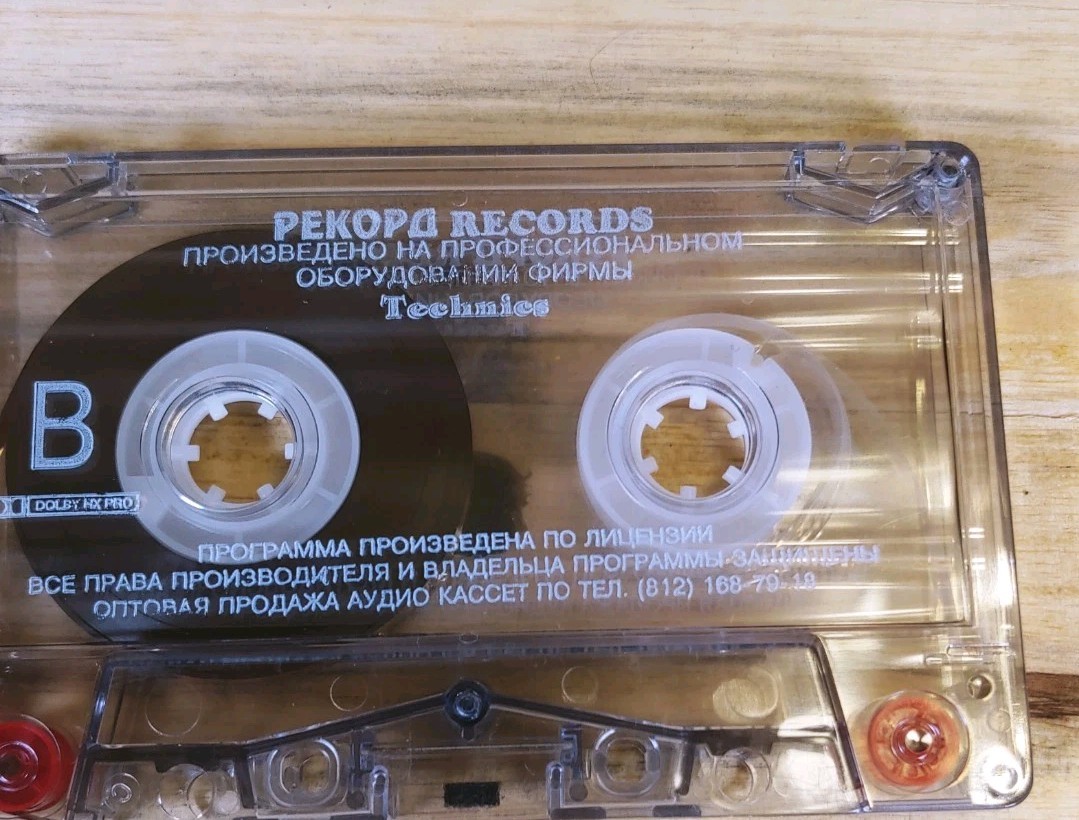 РЕКОРД RECORDS
ПРОИЗВЕДЕНО НА ПРОФЕССИОНАЛЬНОМ
ОБОРУДОВАНИИ ФИРМЫ
Technics
B
DOLBY HX PRO
ПРОГРАММА ПРОИЗВЕДЕНА ПО ЛИЦЕНЗИИ
ВСЕ ПРАВА ПРОИЗВОДИТЕЛЯ И ВЛАДЕЛЬЦА ПРОГРАММЫ ЗАЩИЩЕНЫ
ОПТОВАЯ ПРОДАЖА АУДИО КАССЕТ ПО ТЕЛ. (812) 168-79-18